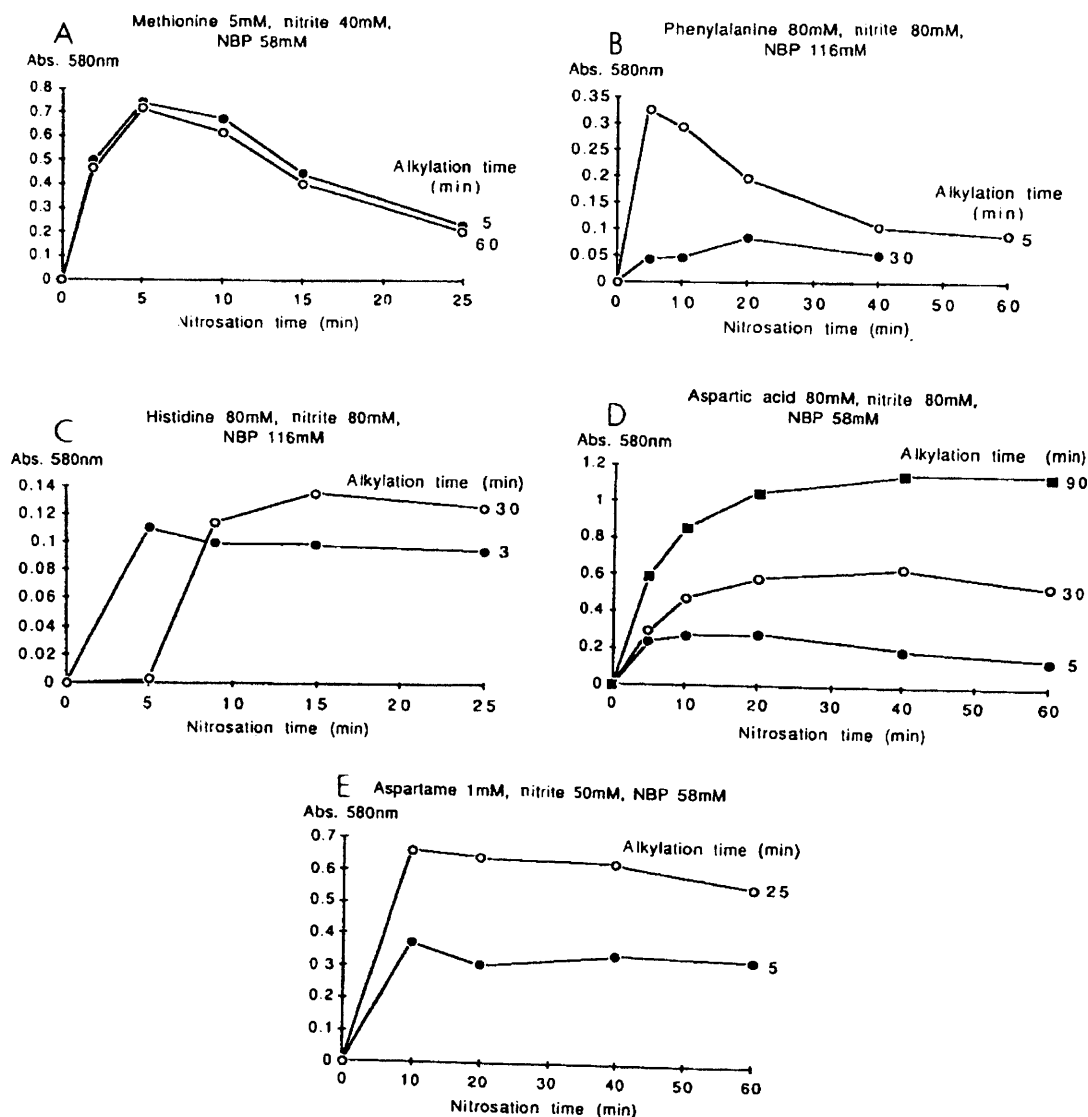 A
Methionine 5mM, nitrite 40mM,
NBP 58mM
Abs. 580nm
0.8
0.7
0.6
0.5
0.4
0.3
0.2
0.1
0
Alkylation time
(min)
5
60
0 5 10 15 20 25
Nitrosation time (min)
B
Phenylalanine 80mM, nitrite 80mM,
NBP 116mM
Abs. 580nm
0.35
0.3
0.25
0.2
0.15
0.1
0.05
0
Alkylation time
(min)
5
30
0 10 20 30 40 50 60
Nitrosation time (min)
C
Histidine 80mM, nitrite 80mM,
NBP 116mM
Abs. 580nm
0.14
0.12
0.1
0.08
0.06
0.04
0.02
0
Alkylation time (min)
30
3
0 5 10 15 20 25
Nitrosation time (min)
D
Aspartic acid 80mM, nitrite 80mM,
NBP 58mM
Abs. 580nm
1.2
1
0.8
0.6
0.4
0.2
0
Alkylation time (min)
90
30
5
0 10 20 30 40 50 60
Nitrosation time (min)
E
Aspartame 1mM, nitrite 50mM, NBP 58mM
Abs. 580nm
0.7
0.6
0.5
0.4
0.3
0.2
0.1
0
Alkylation time (min)
25
5
0 10 20 30 40 50 60
Nitrosation time (min)